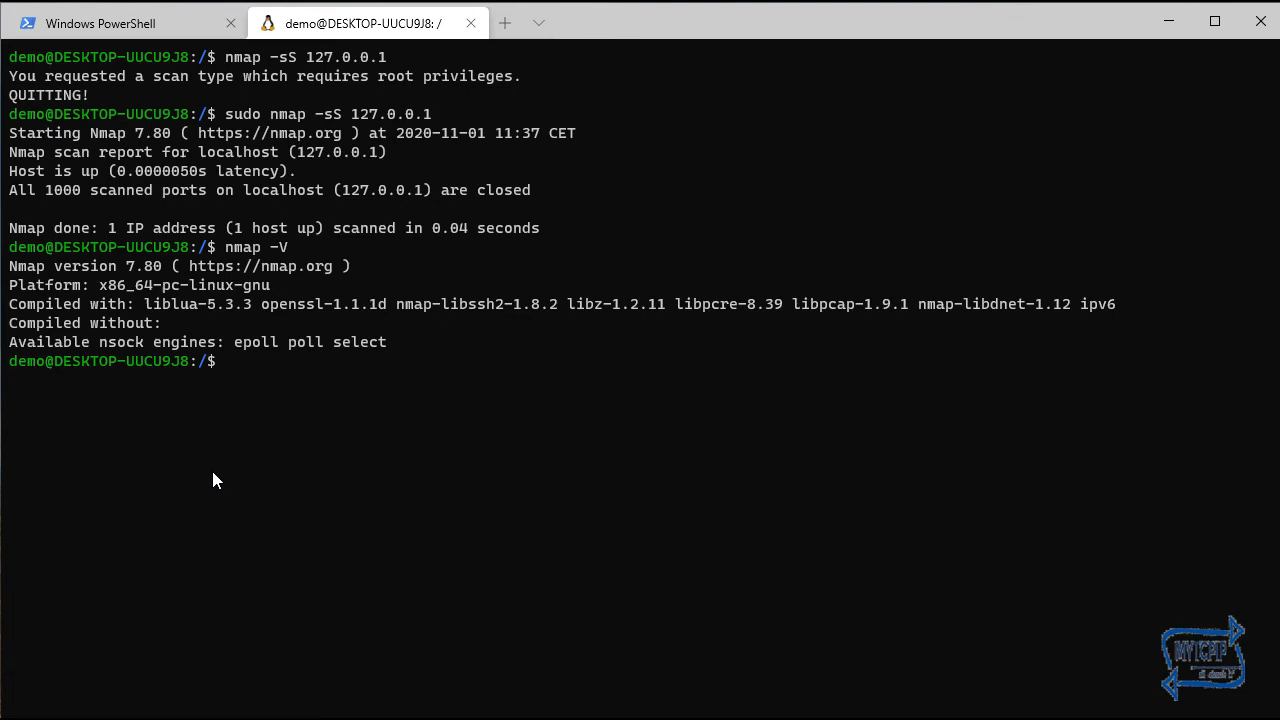 Windows PowerShell
demo@DESKTOP-UUCU9J8: /
demo@DESKTOP-UUCU9J8:/$ nmap -sS 127.0.0.1
You requested a scan type which requires root privileges.
QUITTING!
demo@DESKTOP-UUCU9J8:/$ sudo nmap -sS 127.0.0.1
Starting Nmap 7.80 ( https://nmap.org ) at 2020-11-01 11:37 CET
Nmap scan report for localhost (127.0.0.1)
Host is up (0.0000050s latency).
All 1000 scanned ports on localhost (127.0.0.1) are closed

Nmap done: 1 IP address (1 host up) scanned in 0.04 seconds
demo@DESKTOP-UUCU9J8:/$ nmap -V
Nmap version 7.80 ( https://nmap.org )
Platform: x86_64-pc-linux-gnu
Compiled with: liblua-5.3.3 openssl-1.1.1d nmap-libssh2-1.8.2 libz-1.2.11 libpcre-8.39 libpcap-1.9.1 nmap-libdnet-1.12 ipv6
Compiled without:
Available nsock engines: epoll poll select
demo@DESKTOP-UUCU9J8:/$
MYICMP